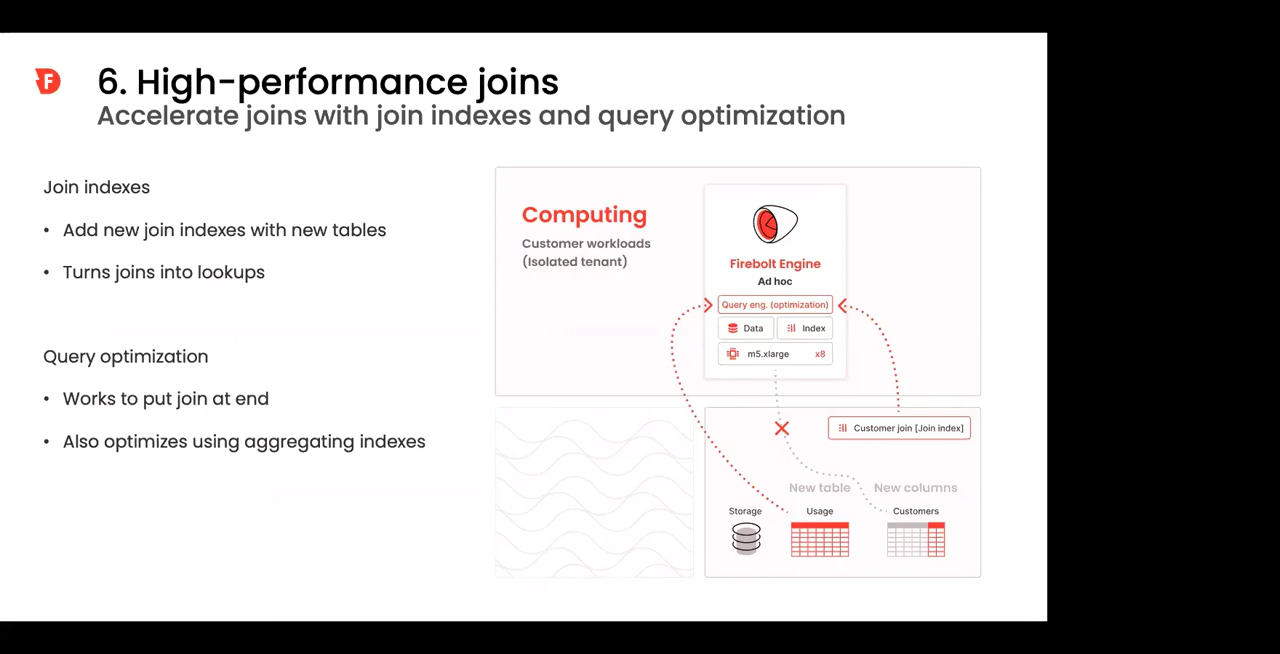 F
6. High-performance joins
Accelerate joins with join indexes and query optimization
Join indexes
• Add new join indexes with new tables
• Turns joins into lookups
Query optimization
• Works to put join at end
• Also optimizes using aggregating indexes
Computing
Customer workloads
(Isolated tenant)
Firebolt Engine
Ad hoc
Query eng. (optimization)
Data
Index
m5.xlarge x8
Customer join [Join index]
New table
New columns
Storage
Usage
Customers